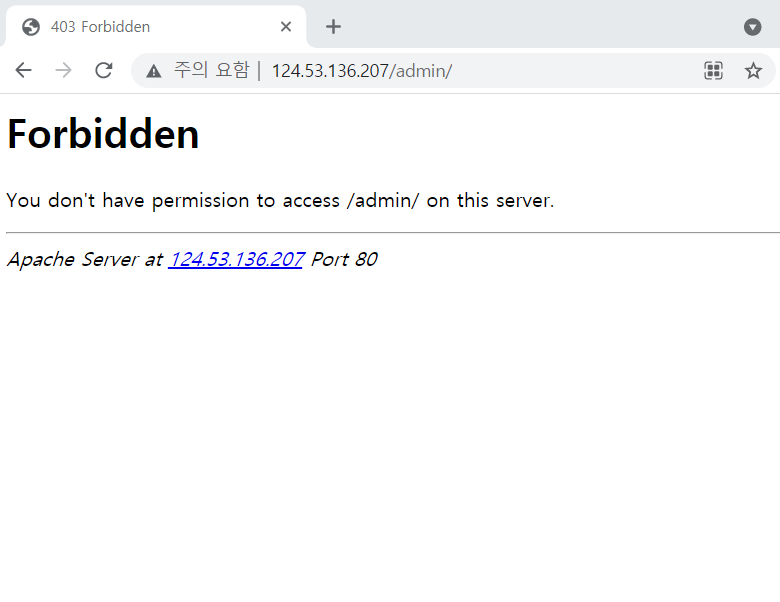 403 Forbidden
주의 요함 | 124.53.136.207/admin/
Forbidden
You don't have permission to access /admin/ on this server.
Apache Server at 124.53.136.207 Port 80